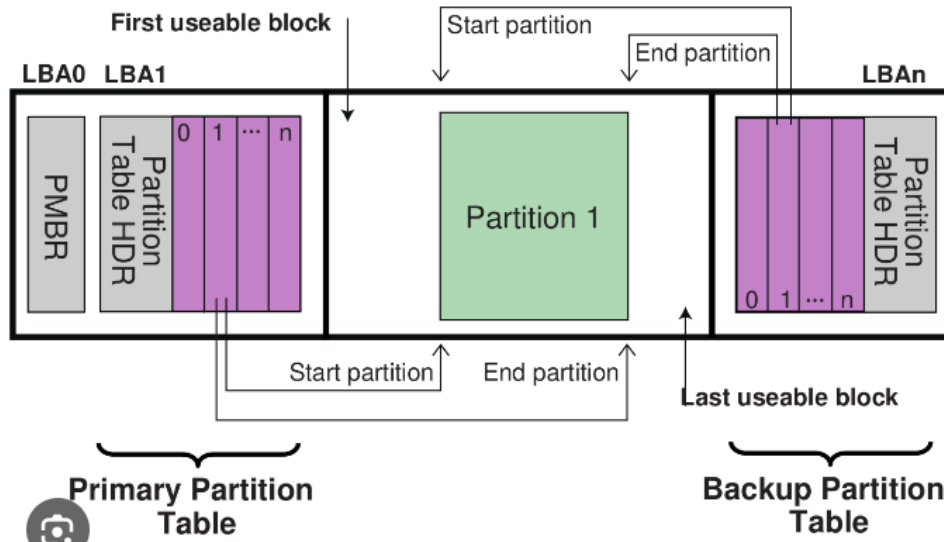 First useable block
Start partition
End partition
LBA0
LBA1
LBAn
0 1 ... n
PMBR
Partition
Table HDR
Partition 1
Partition
Table HDR
0 1 ... n
Start partition
End partition
Last useable block
Primary Partition
Table
Backup Partition
Table